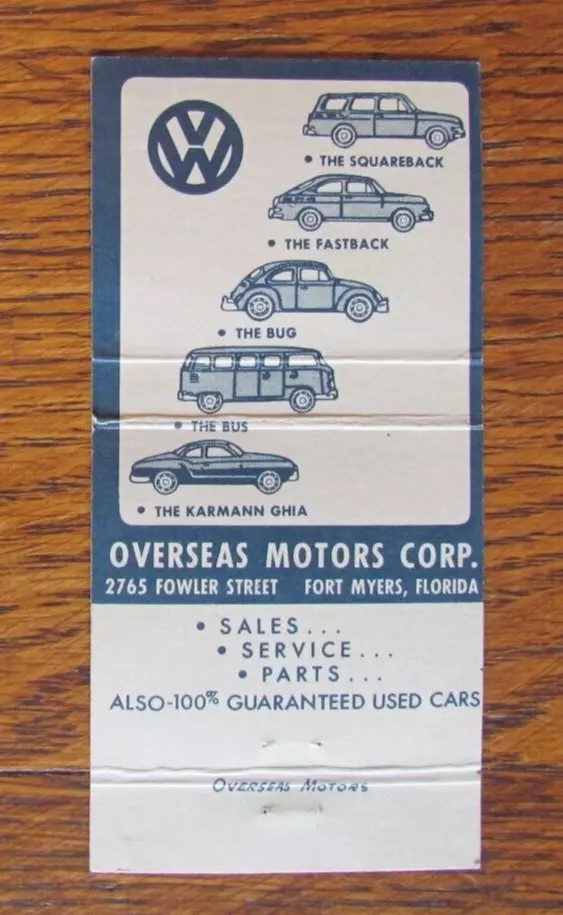 VW
• THE SQUAREBACK
• THE FASTBACK
• THE BUG
• THE BUS
• THE KARMANN GHIA
OVERSEAS MOTORS CORP.
2765 FOWLER STREET FORT MYERS, FLORIDA
• SALES...
• SERVICE...
• PARTS...
ALSO-100% GUARANTEED USED CARS
OVERSEAS MOTORS